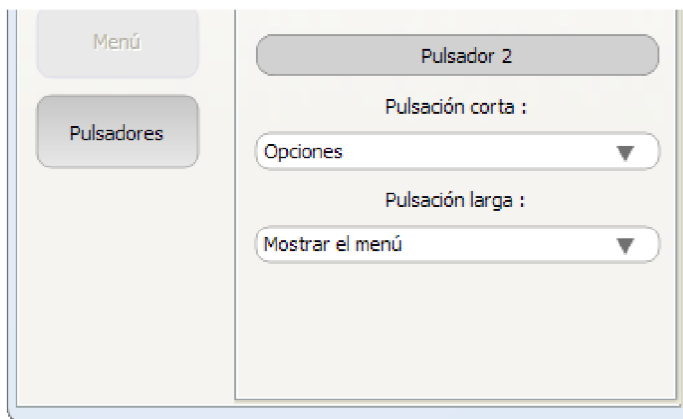 Menú
Pulsadores
Pulsador 2
Pulsación corta :
Opciones
Pulsación larga :
Mostrar el menú